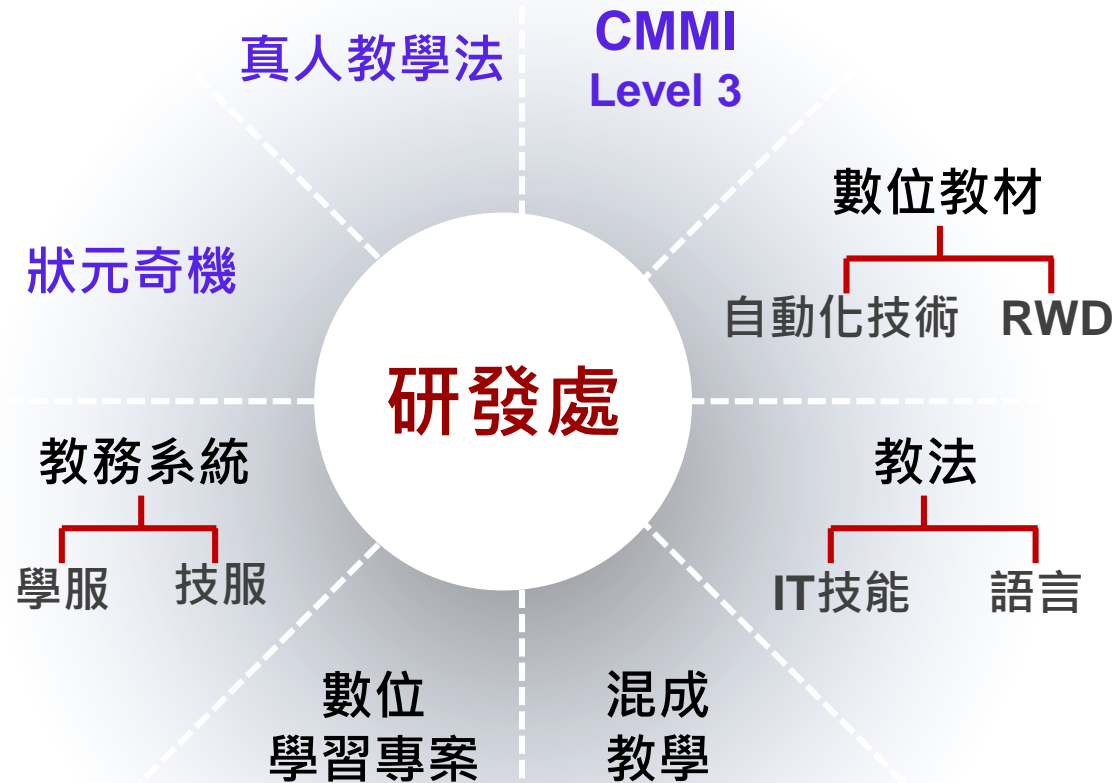 真人教學法
CMMI
Level 3
數位教材
自動化技術 RWD
狀元奇機
研發處
教務系統
學服 技服
教法
IT技能 語言
數位
學習專案
混成
教學